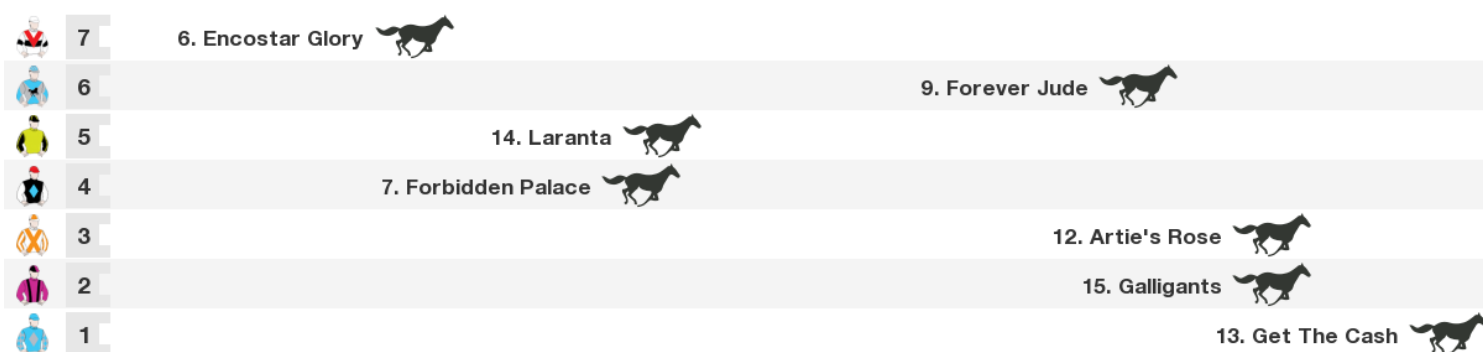 7 6. Encostar Glory
6 9. Forever Jude
5 14. Laranta
4 7. Forbidden Palace
3 12. Artie's Rose
2 15. Galligants
1 13. Get The Cash